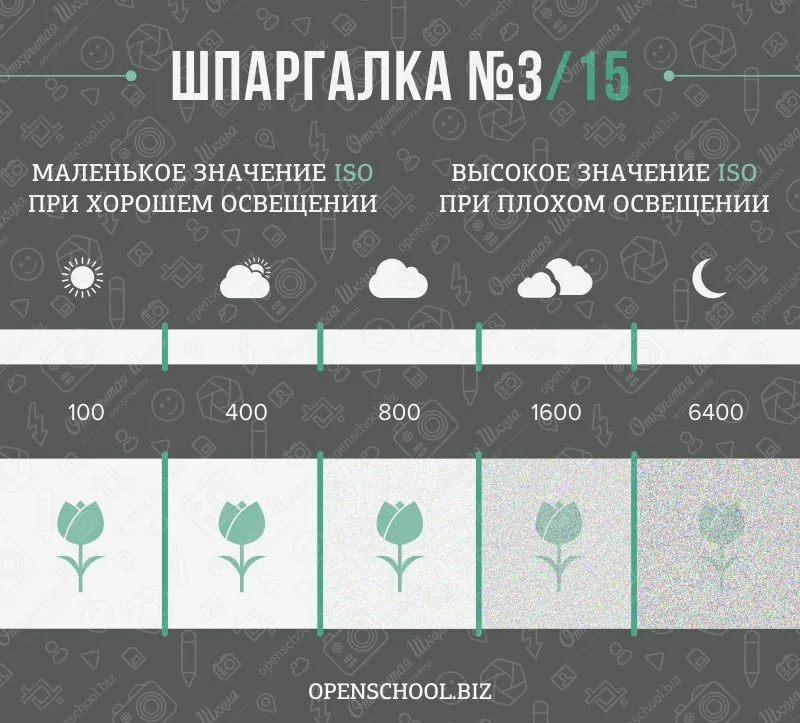 ШПАРГАЛКА №3/15
МАЛЕНЬКОЕ ЗНАЧЕНИЕ ISO
ПРИ ХОРОШЕМ ОСВЕЩЕНИИ
ВЫСОКОЕ ЗНАЧЕНИЕ ISO
ПРИ ПЛОХОМ ОСВЕЩЕНИИ
100 400 800 1600 6400
OPENSCHOOL.BIZ